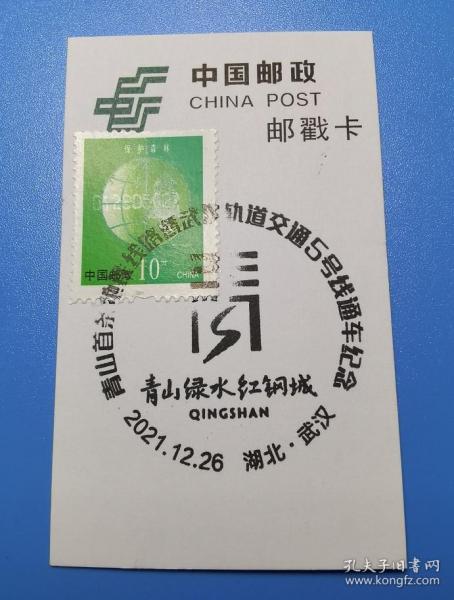 中国邮政
CHINA POST
邮戳卡
保护森林
中国邮政
10分
CHINA
青山首条地铁线路暨武汉轨道交通5号线通车纪念
青山绿水红钢城
QINGSHAN
2021.12.26 湖北·武汉
孔夫子旧书网
www.kongfz.com